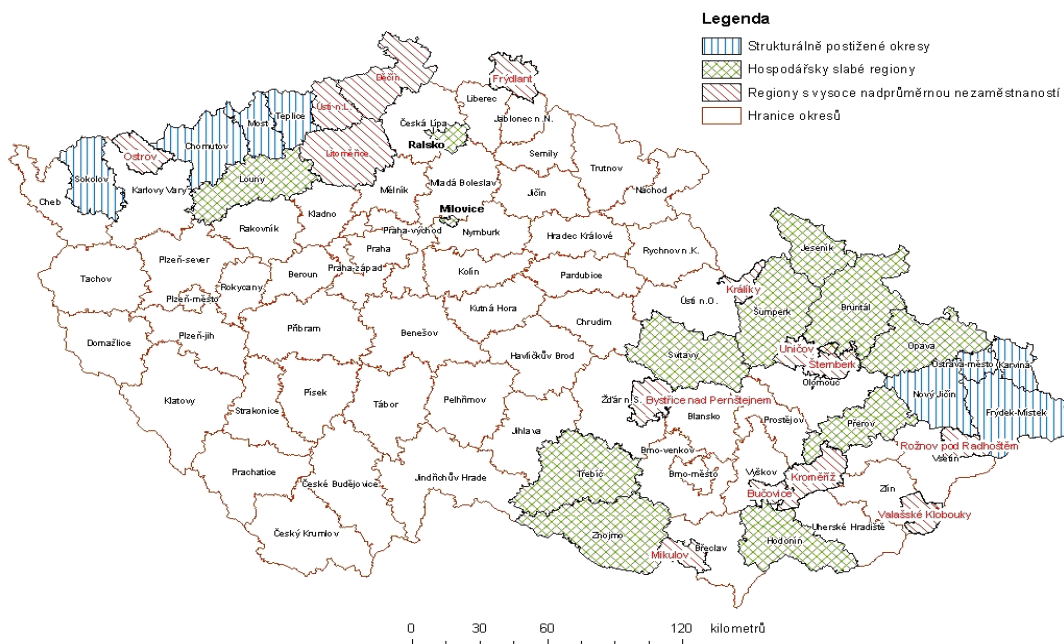 Legenda
Strukturálně postižené okresy
Hospodářsky slabé regiony
Regiony s vysoce nadprůměrnou nezaměstnaností
Hranice okresů
Děčín
Frýdlant
Ústí n.L.
Liberec
Teplice
Most
Jablonec n.N.
Česká Lípa
Chomutov
Ralsko
Litoměřice
Ostrov
Semily
Trutnov
Louny
Sokolov
Karlovy Vary
Cheb
Mělník
Mladá Boleslav
Jičín
Náchod
Milovice
Kladno
Rakovník
Praha-východ
Nymburk
Hradec Králové
Rychnov n.K.
Praha
Plzeň-sever
Beroun
Praha-západ
Kolín
Pardubice
Jeseník
Tachov
Rokycany
Plzeň-město
Králíky
Ústí n.O.
Šumperk
Bruntál
Kutná Hora
Chrudim
Příbram
Benešov
Plzeň-jih
Domažlice
Opava
Svitavy
Uničov
Šternberk
Ostrava-město
Karviná
Havlíčkův Brod
Olomouc
Nový Jičín
Frýdek-Místek
Klatovy
Písek
Tábor
Pelhřimov
Žďár n.S.
Bystřice nad Pernštejnem
Strakonice
Blansko
Prostějov
Přerov
Jihlava
Rožnov pod Radhoštěm
Vsetín
Brno-venkov
Prachatice
Třebíč
Brno-město
Vyškov
Kroměříž
Jindřichův Hrade
České Budějovice
Bučovice
Zlín
Valašské Klobouky
Český Krumlov
Znojmo
Hodonín
Uherské Hradiště
Mikulov
Břeclav
0 30 60 120 kilometrů